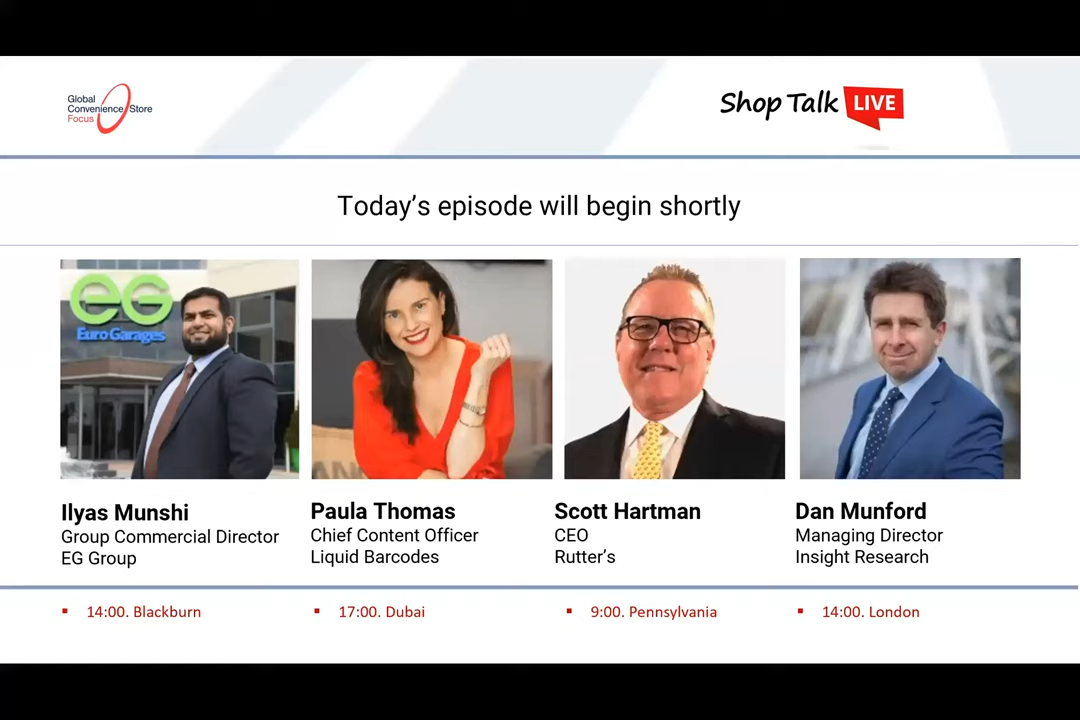 Global
Convenience Store
Focus
Shop Talk LIVE
Today's episode will begin shortly
EG
Euro Garages
Ilyas Munshi
Group Commercial Director
EG Group
Paula Thomas
Chief Content Officer
Liquid Barcodes
Scott Hartman
CEO
Rutter's
Dan Munford
Managing Director
Insight Research
14:00. Blackburn
17:00. Dubai
9:00. Pennsylvania
14:00. London